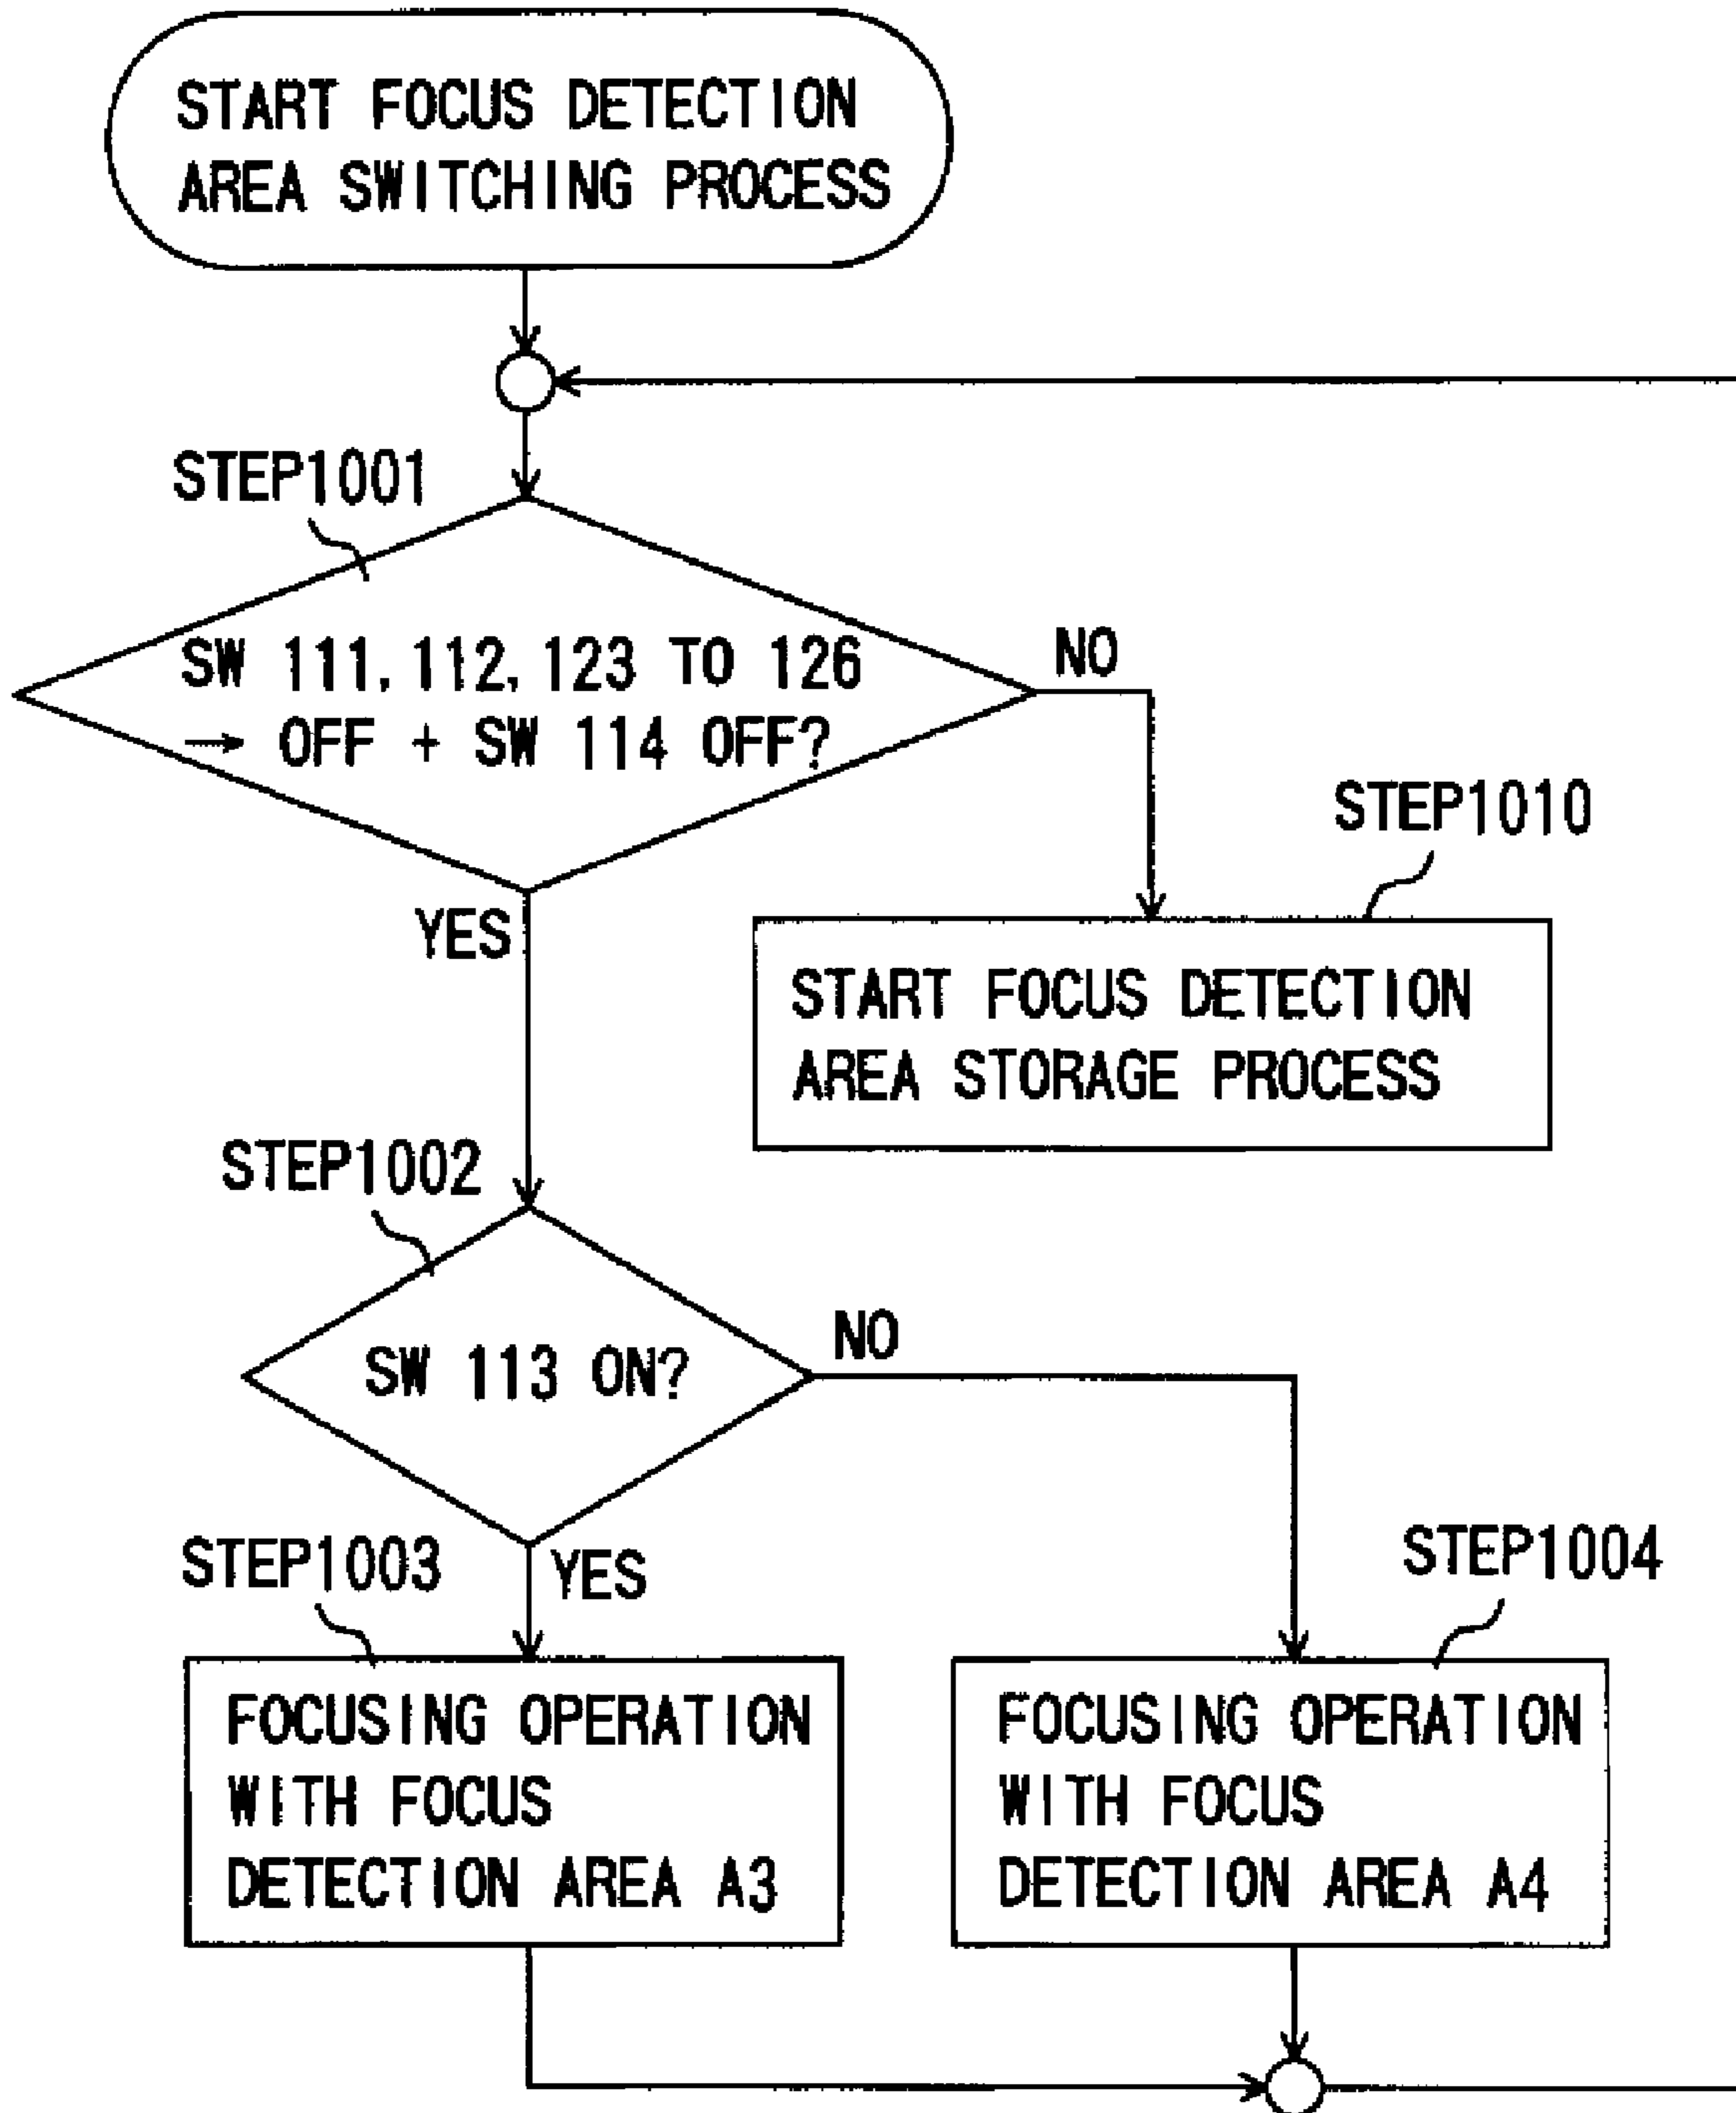 START FOCUS DETECTION
AREA SWITCHING PROCESS
STEP1001
SW 111, 112, 123 TO 126
→ OFF + SW 114 OFF?
NO
YES
STEP1010
START FOCUS DETECTION
AREA STORAGE PROCESS
STEP1002
SW 113 ON?
NO
YES
STEP1003
FOCUSING OPERATION
WITH FOCUS
DETECTION AREA A3
STEP1004
FOCUSING OPERATION
WITH FOCUS
DETECTION AREA A4